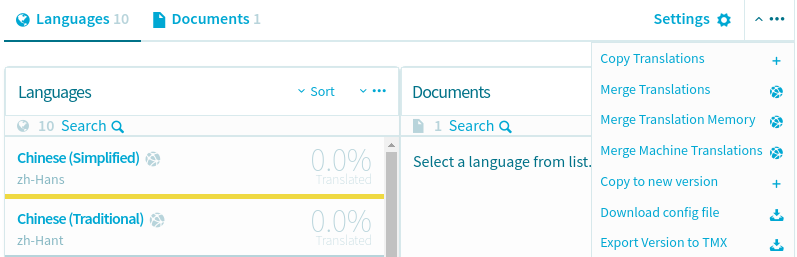 Languages 10 Documents 1 Settings
Languages Sort
10 Search
Chinese (Simplified) 0.0%
zh-Hans Translated
Chinese (Traditional) 0.0%
zh-Hant Translated
Documents
1 Search
Select a language from list.
Copy Translations
Merge Translations
Merge Translation Memory
Merge Machine Translations
Copy to new version
Download config file
Export Version to TMX